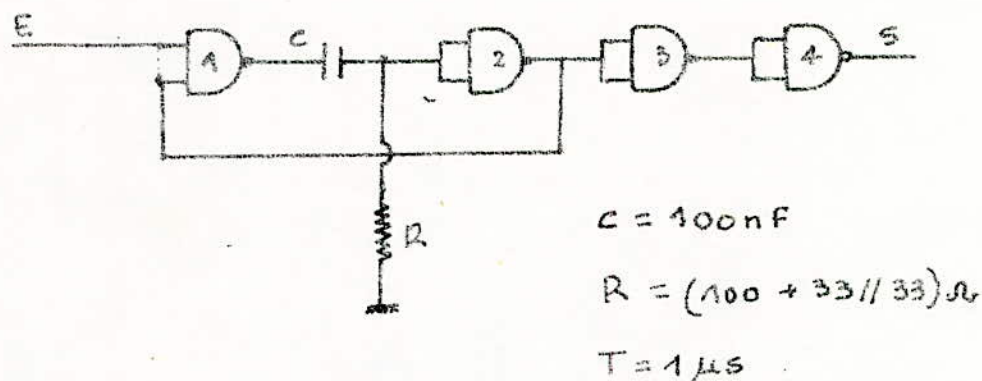 E
C
1
2
3
4
S
R
C = 100nF
R = (100 + 33//33)Ω
T = 1 µs